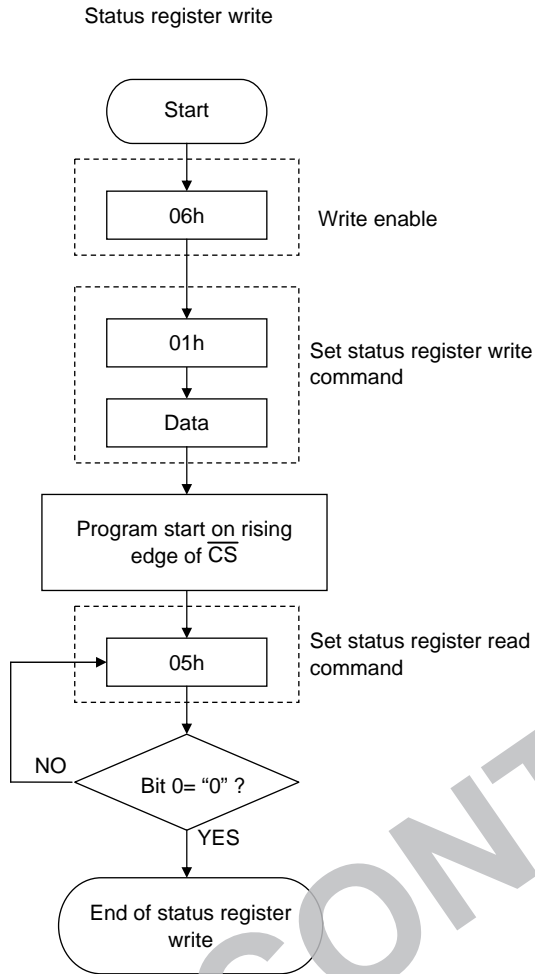 Status register write
Start
06h
Write enable
01h
Set status register write
command
Data
Program start on rising
edge of C̅S̅
05h
Set status register read
command
NO
Bit 0= “0” ?
YES
End of status register
write
CONT